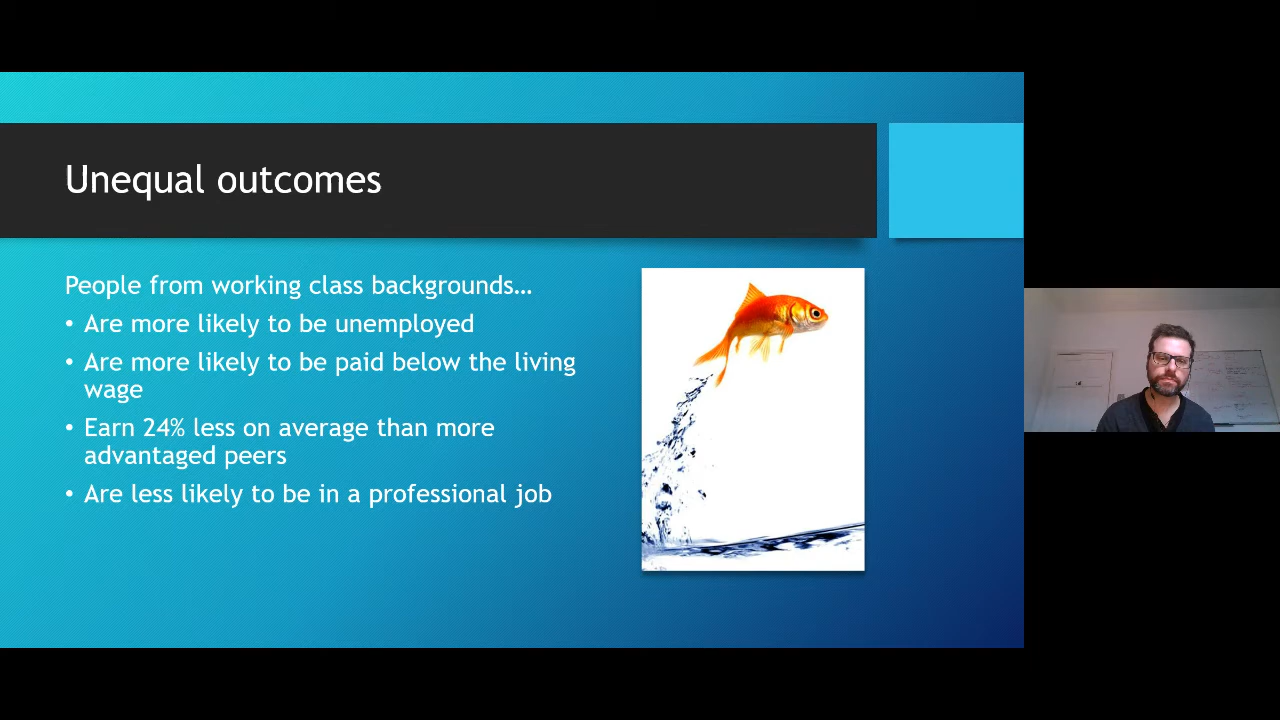 Unequal outcomes
People from working class backgrounds…
• Are more likely to be unemployed
• Are more likely to be paid below the living
wage
• Earn 24% less on average than more
advantaged peers
• Are less likely to be in a professional job